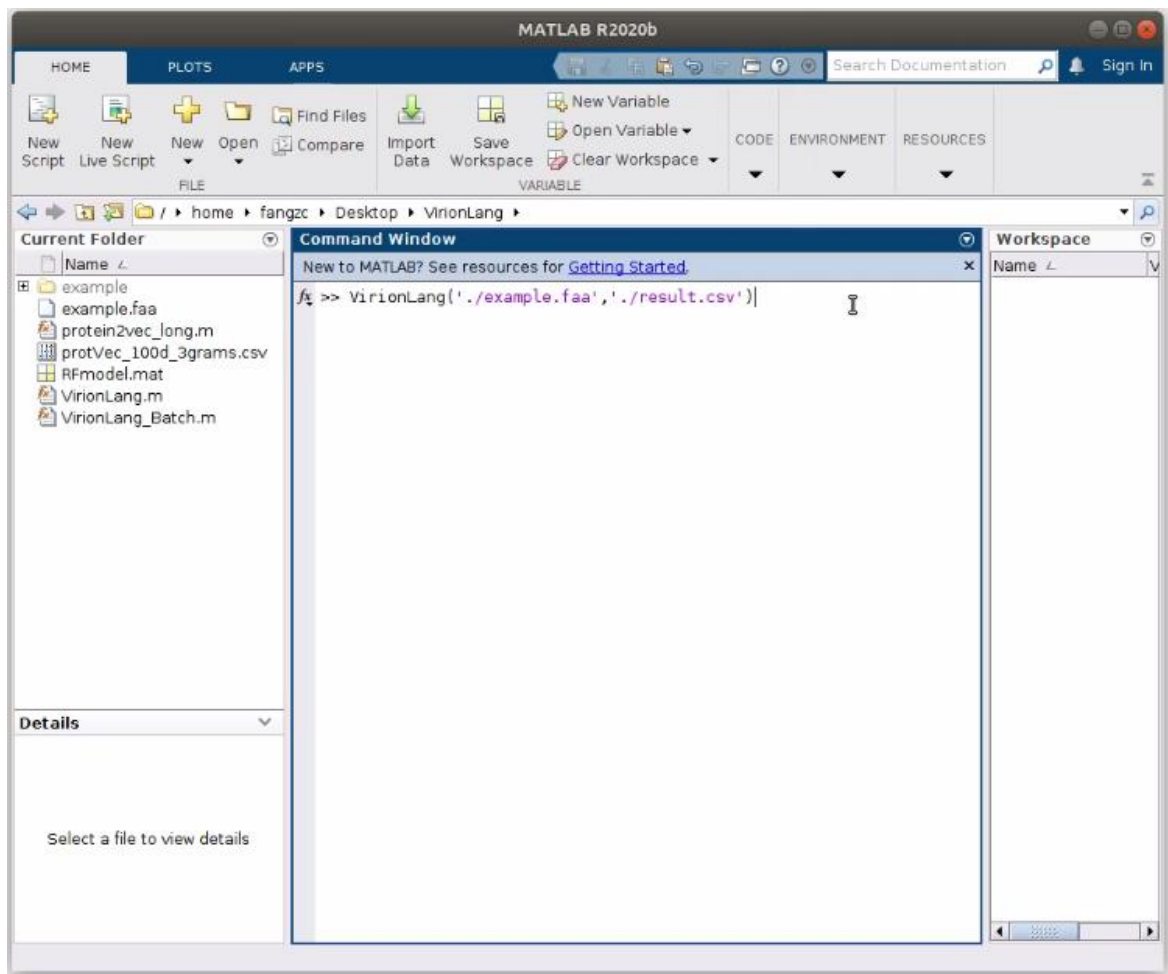 MATLAB R2020b
HOME PLOTS APPS Search Documentation Sign In
New Script
New Live Script
New
Open
Find Files
Compare
FILE
Import Data
Save Workspace
New Variable
Open Variable
Clear Workspace
VARIABLE
CODE
ENVIRONMENT
RESOURCES
/ home fangzc Desktop VirionLang
Current Folder
Name
example
example.faa
protein2vec_long.m
protVec_100d_3grams.csv
RFmodel.mat
VirionLang.m
VirionLang_Batch.m
Details
Select a file to view details
Command Window
New to MATLAB? See resources for Getting Started.
fx >> VirionLang('./example.faa','./result.csv')
Workspace
Name V